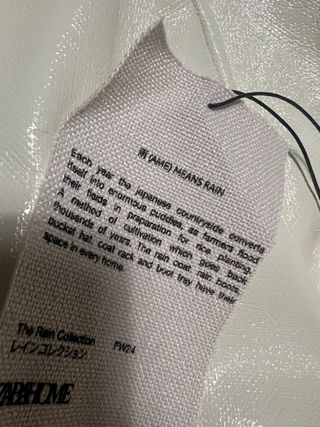 雨 (AME) MEANS RAIN
Each year the Japanese countryside converts
itself into enormous puddles, as farmers flood
their fields in preparation for rice planting.
A method of cultivation which goes back
thousands of years. The rain coat, rain boots,
bucket hat, coat rack and boot tray have their
space in every home.
The Rain Collection FW24
レインコレクション